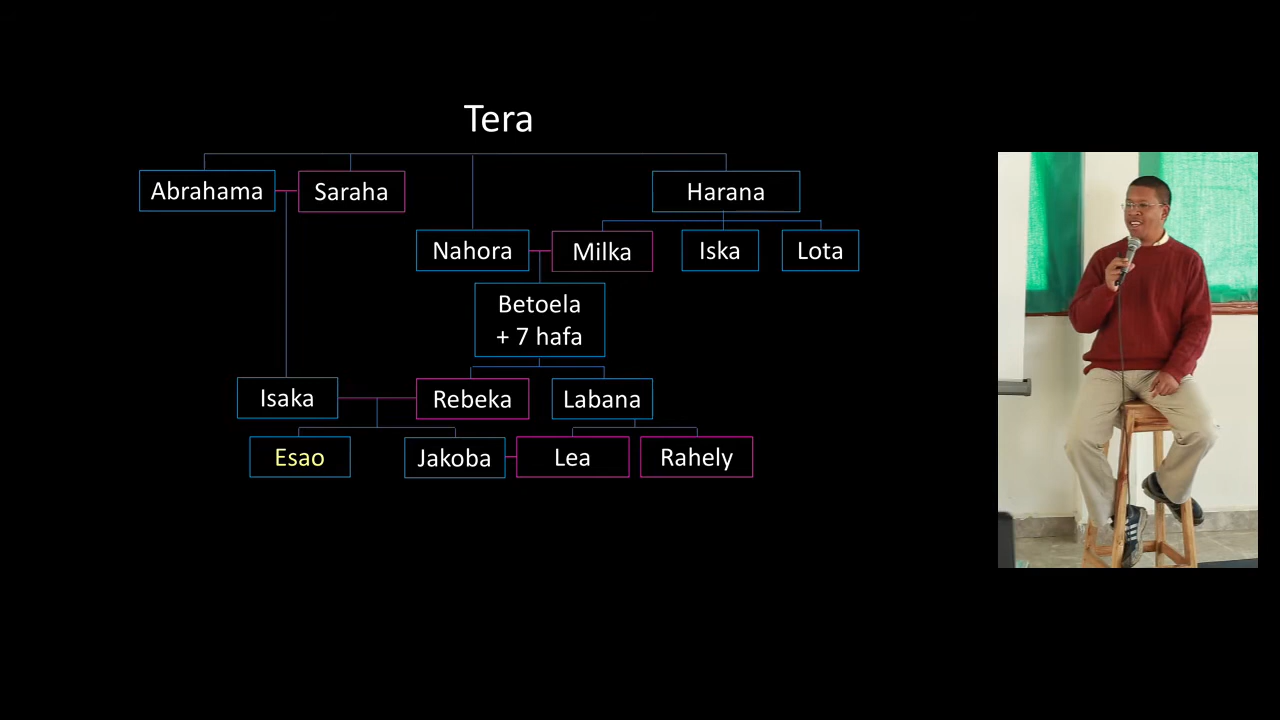 Tera
Abrahama
Saraha
Harana
Nahora
Milka
Iska
Lota
Betoela
+ 7 hafa
Isaka
Rebeka
Labana
Esao
Jakoba
Lea
Rahely